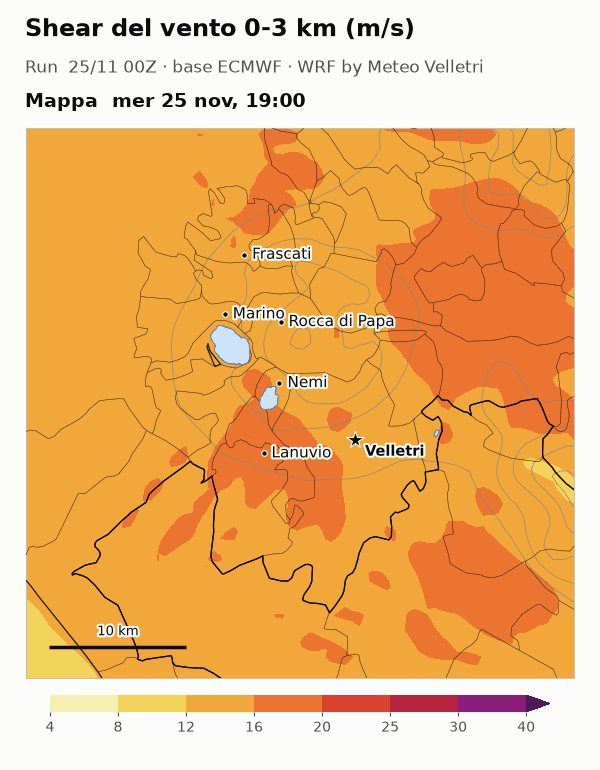 Shear del vento 0-3 km (m/s)
Run  25/11 00Z · base ECMWF · WRF by Meteo Velletri
Mappa  mer 25 nov, 19:00
Frascati
Marino
Rocca di Papa
Nemi
Velletri
Lanuvio
10 km
4 8 12 16 20 25 30 40